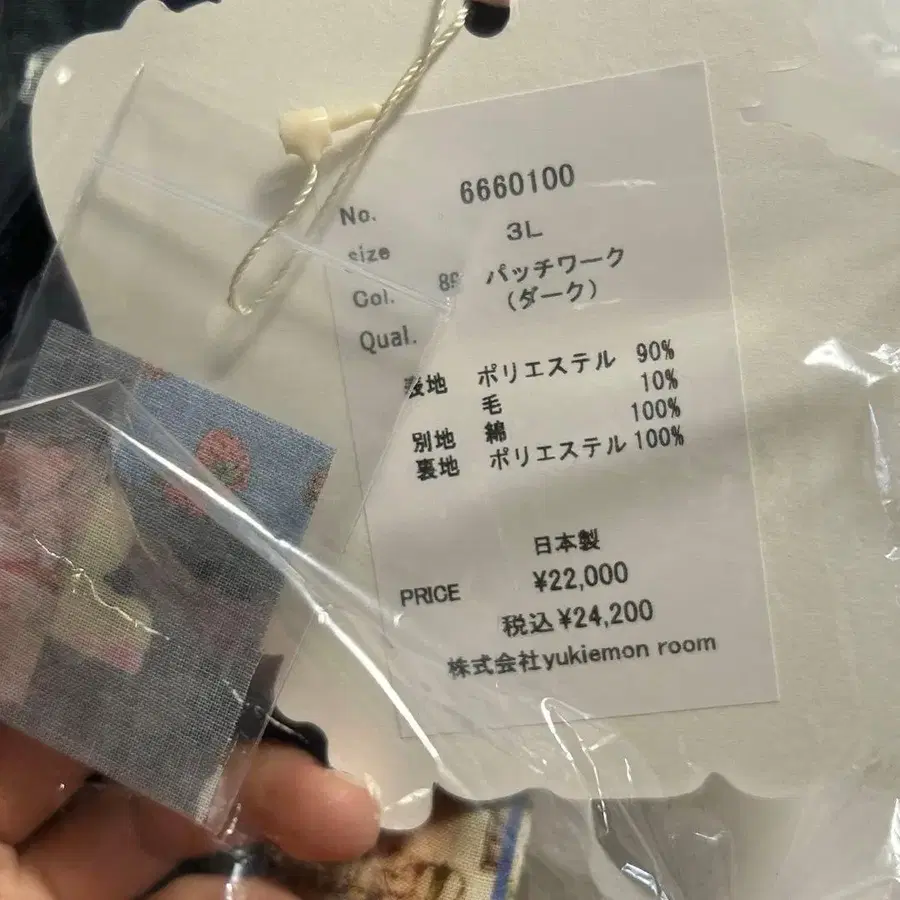 No. 6660100
size 3L
Col. パッチワーク
(ダーク)
Qual.
表地 ポリエステル 90%
毛 10%
別地 綿 100%
裏地 ポリエステル 100%
日本製
PRICE ¥22,000
税込¥24,200
株式会社yukiemon room